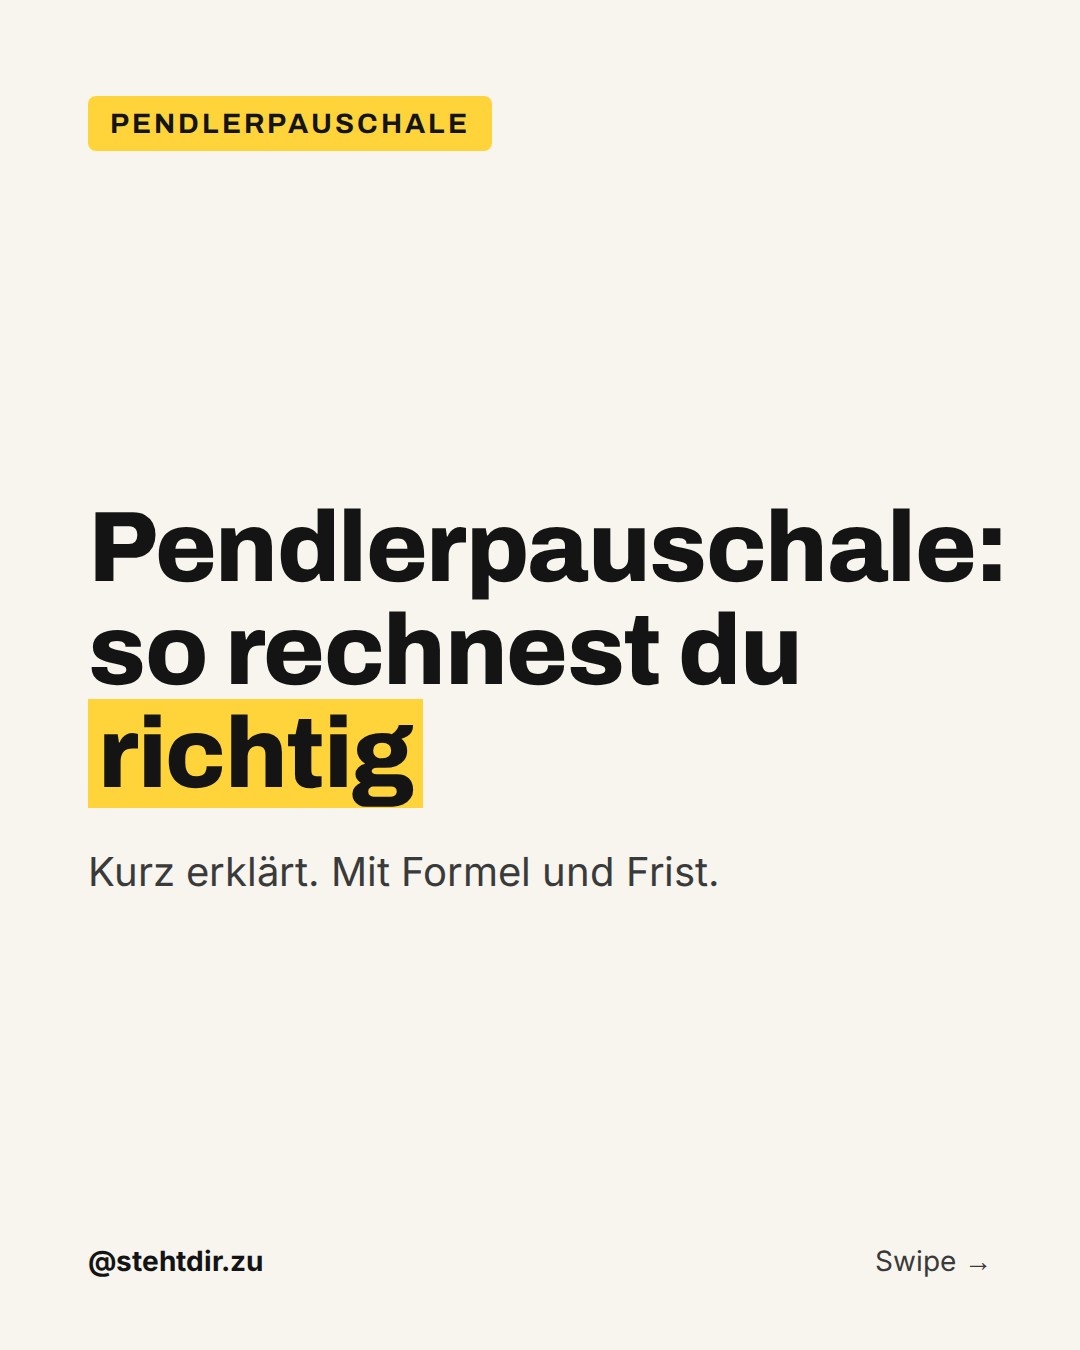 PENDLERPAUSCHALE
Pendlerpauschale:
so rechnest du
richtig
Kurz erklärt. Mit Formel und Frist.
@stehtdir.zu
Swipe →